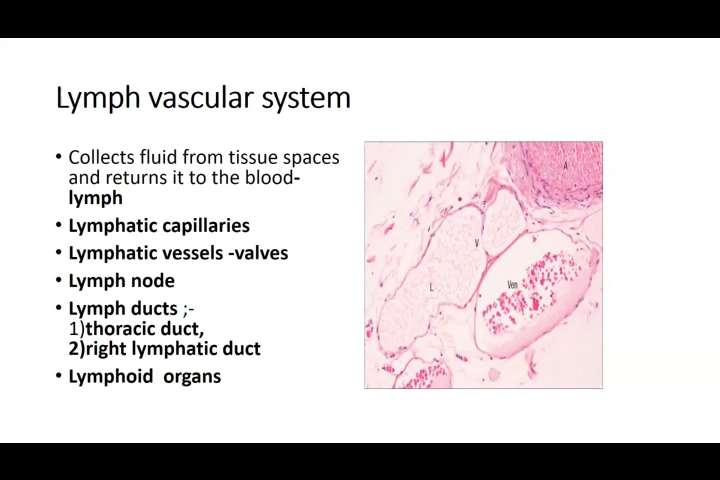 Lymph vascular system
• Collects fluid from tissue spaces
and returns it to the blood-
lymph
• Lymphatic capillaries
• Lymphatic vessels -valves
• Lymph node
• Lymph ducts ;-
1)thoracic duct,
2)right lymphatic duct
• Lymphoid organs
A
V
L
Ven